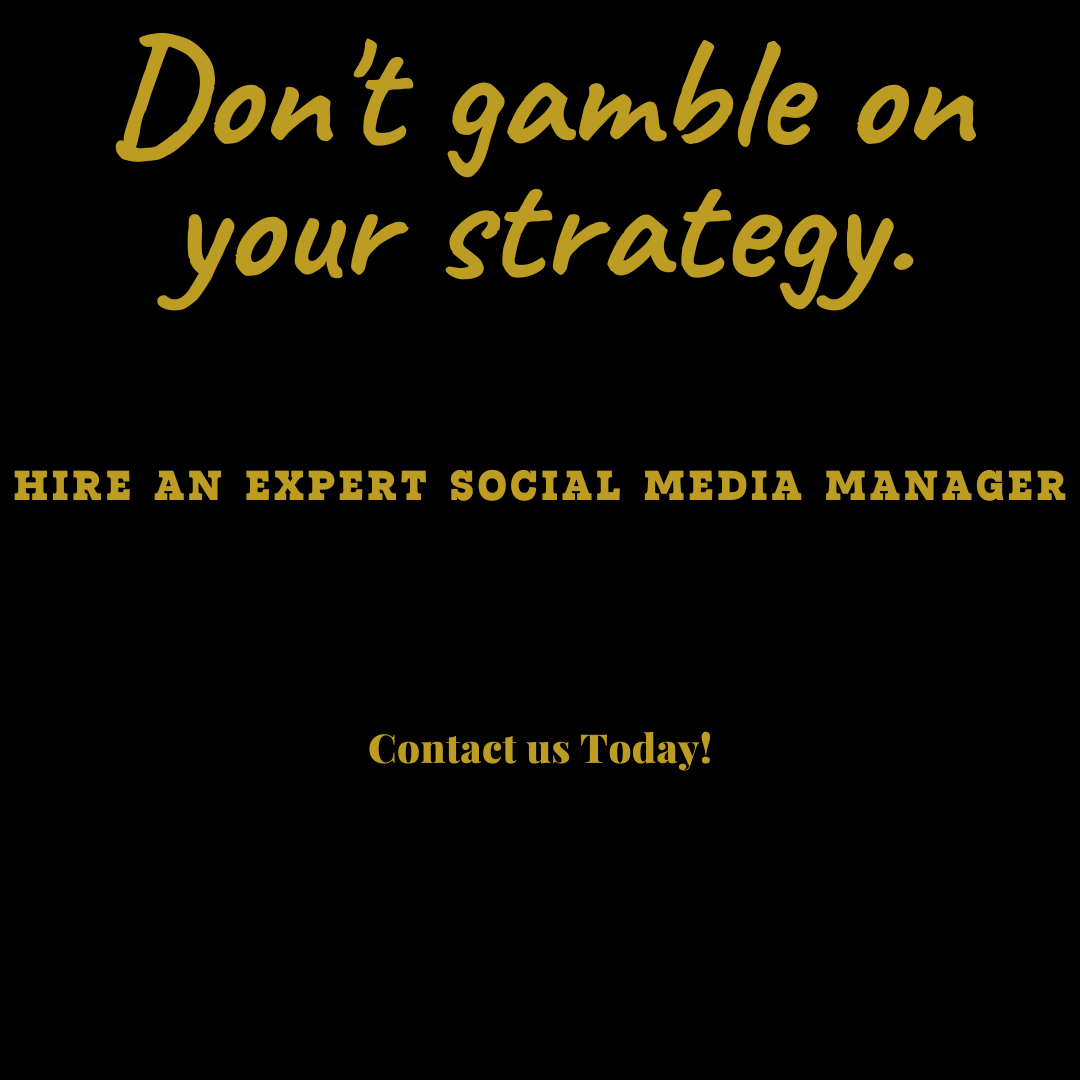 Don't gamble on
your strategy.
HIRE AN EXPERT SOCIAL MEDIA MANAGER
Contact us Today!